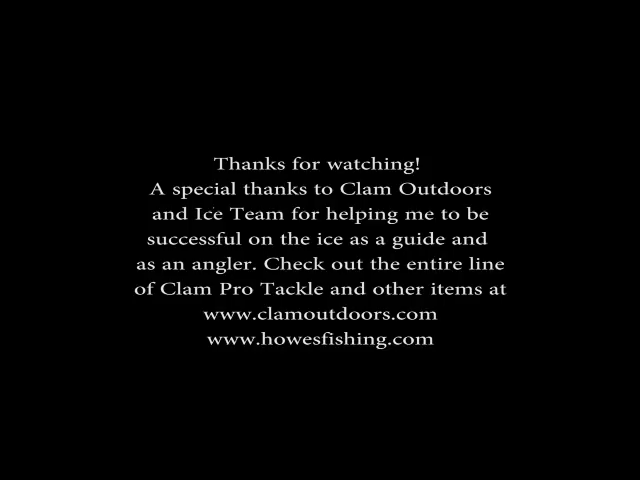 Thanks for watching!
A special thanks to Clam Outdoors
and Ice Team for helping me to be
successful on the ice as a guide and
as an angler. Check out the entire line
of Clam Pro Tackle and other items at
www.clamoutdoors.com
www.howesfishing.com